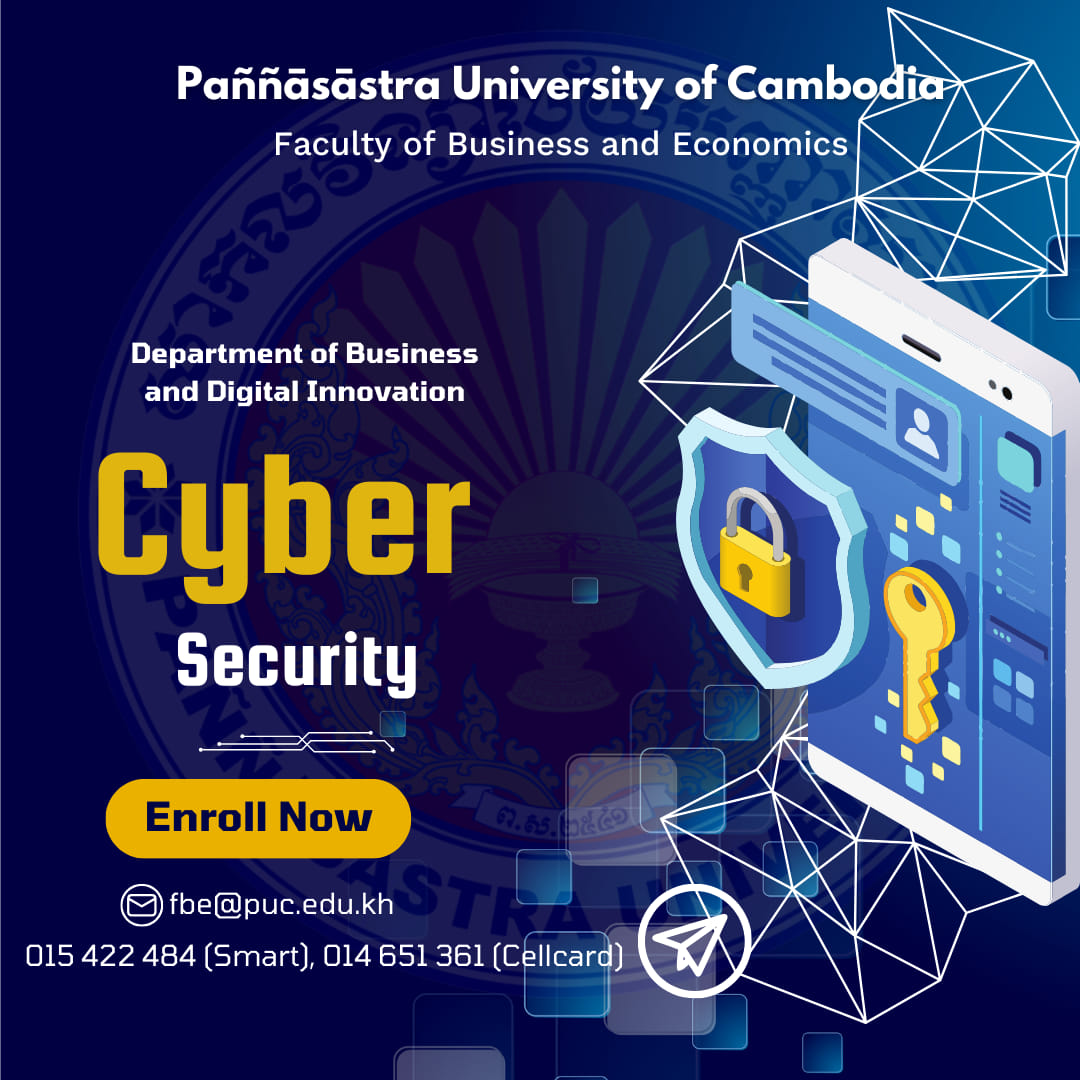 Paññāsāstra University of Cambodia
Faculty of Business and Economics
Department of Business
and Digital Innovation
Cyber
Security
Enroll Now
fbe@puc.edu.kh
015 422 484 (Smart), 014 651 361 (Cellcard)